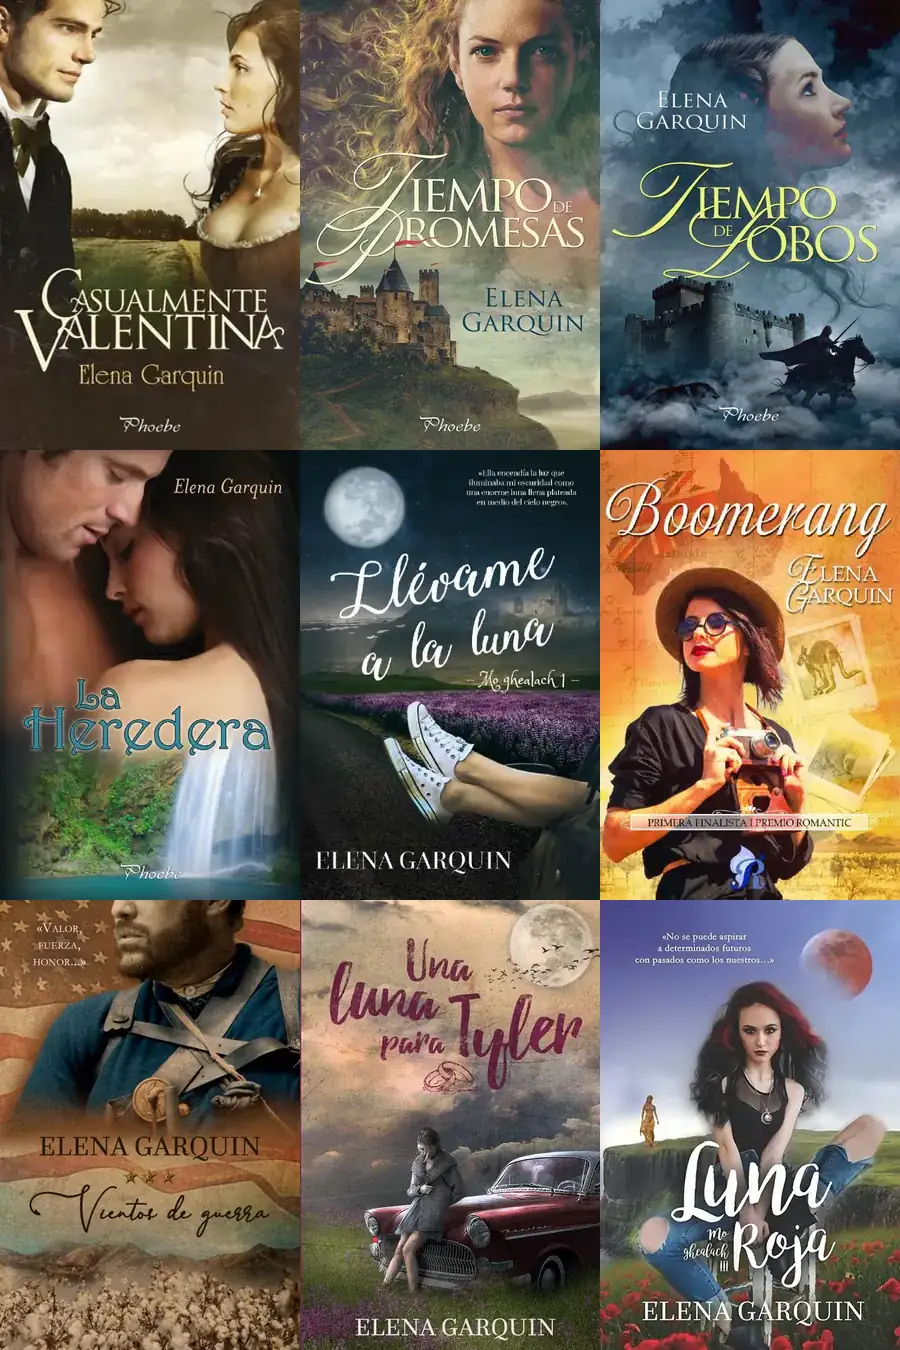 CASUALMENTE
VALENTINA
Elena Garquin
Phoebe
TIEMPO
DE
PROMESAS
ELENA
GARQUIN
Phoebe
ELENA
GARQUIN
TIEMPO
DE
LOBOS
Phoebe
Elena Garquin
La
Heredera
Phoebe
«Ella encendía la luz que
iluminaba mi oscuridad como
una enorme luna llena plateada
en medio del cielo negro».
Llévame
a la luna
– Mo ghealach 1 –
ELENA GARQUIN
Boomerang
ELENA
GARQUIN
PRIMERA FINALISTA I PREMIO ROMANTIC
R
«VALOR,
FUERZA,
HONOR...»
ELENA GARQUIN
Vientos de guerra
Una
luna
para Tyler
ELENA GARQUIN
«No se puede aspirar
a determinados futuros
con pasados como los nuestros...»
Luna
Mo
ghealach
III
Roja
ELENA GARQUIN